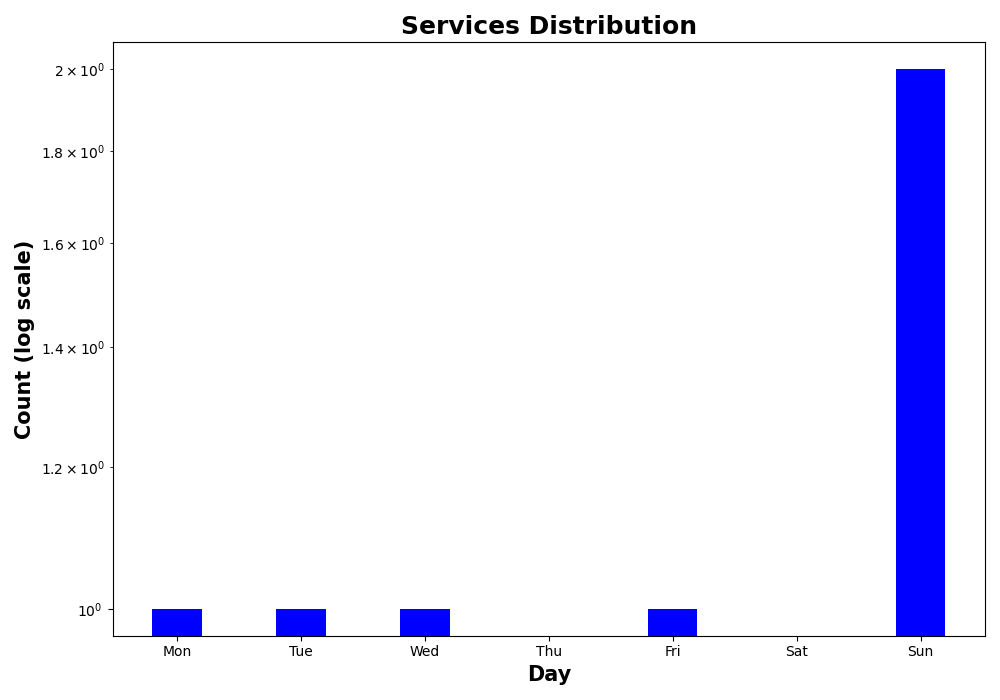 Services Distribution
Count (log scale)
2 × 10⁰
1.8 × 10⁰
1.6 × 10⁰
1.4 × 10⁰
1.2 × 10⁰
10⁰
Mon Tue Wed Thu Fri Sat Sun
Day